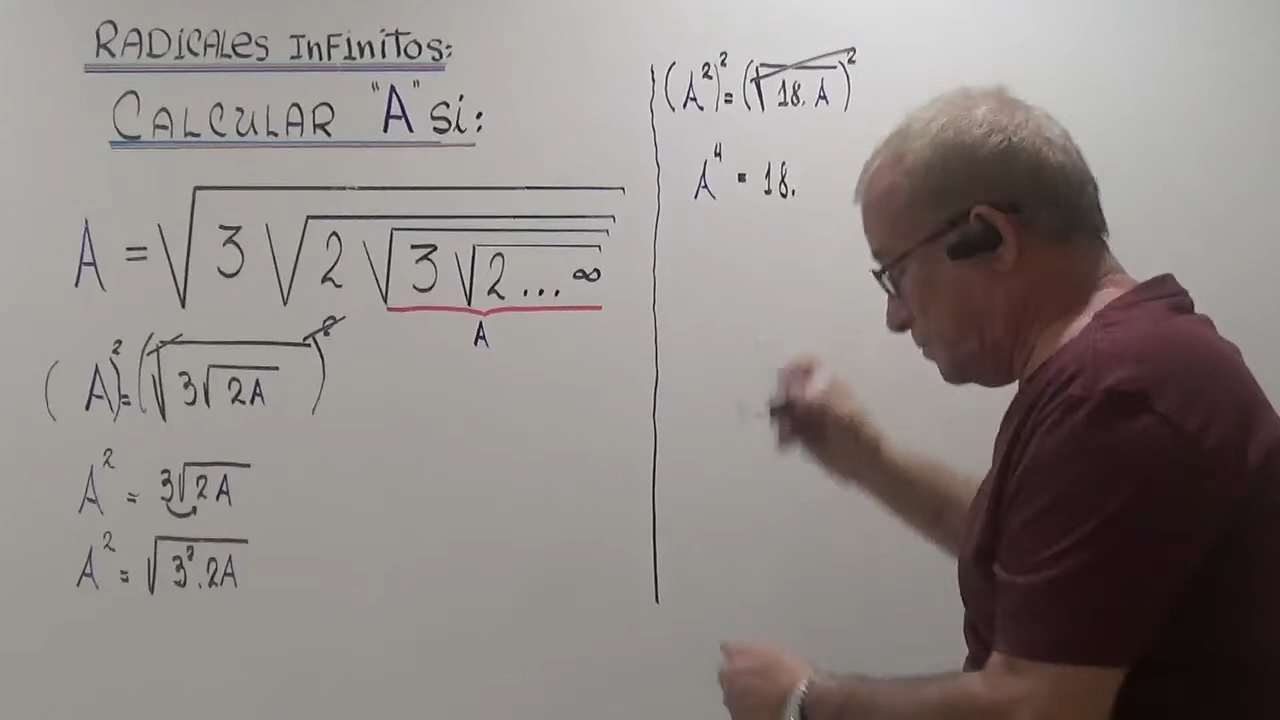 RADICALES INFINITOS:
CALCULAR "A" Si:
A = √(3√(2√(3√(2...∞))))
A
(A)² = (√(3√(2A)))²
A² = 3√(2A)
A² = √(3².2A)
(A²)² = (√(18.A))²
A⁴ = 18.